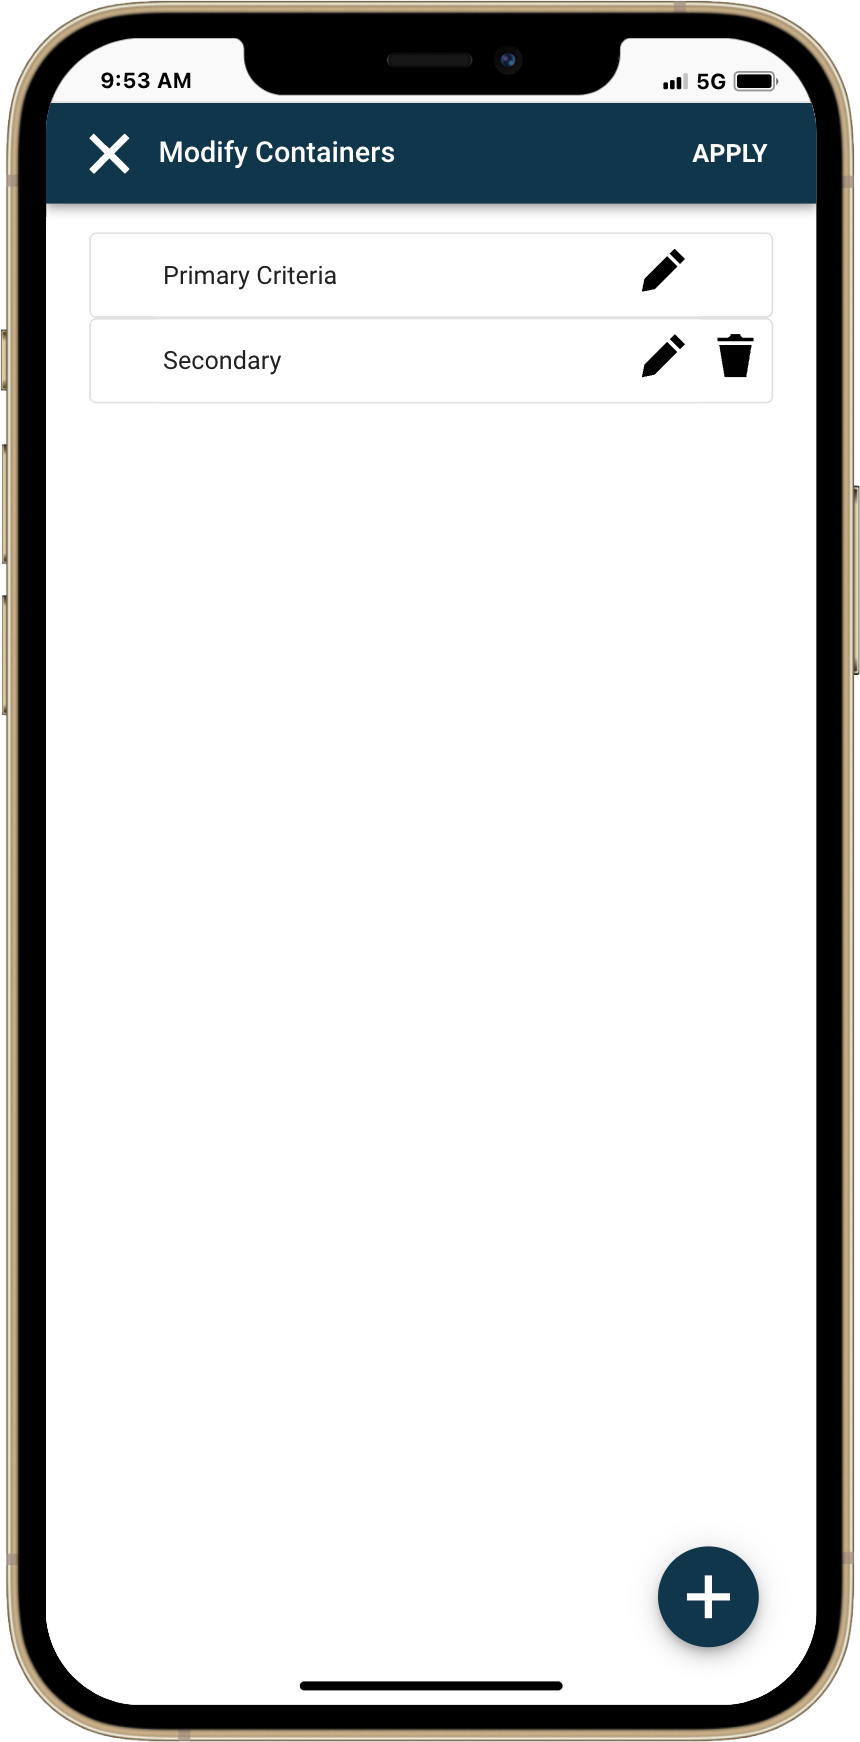 9:53 AM 5G
Modify Containers APPLY
Primary Criteria
Secondary